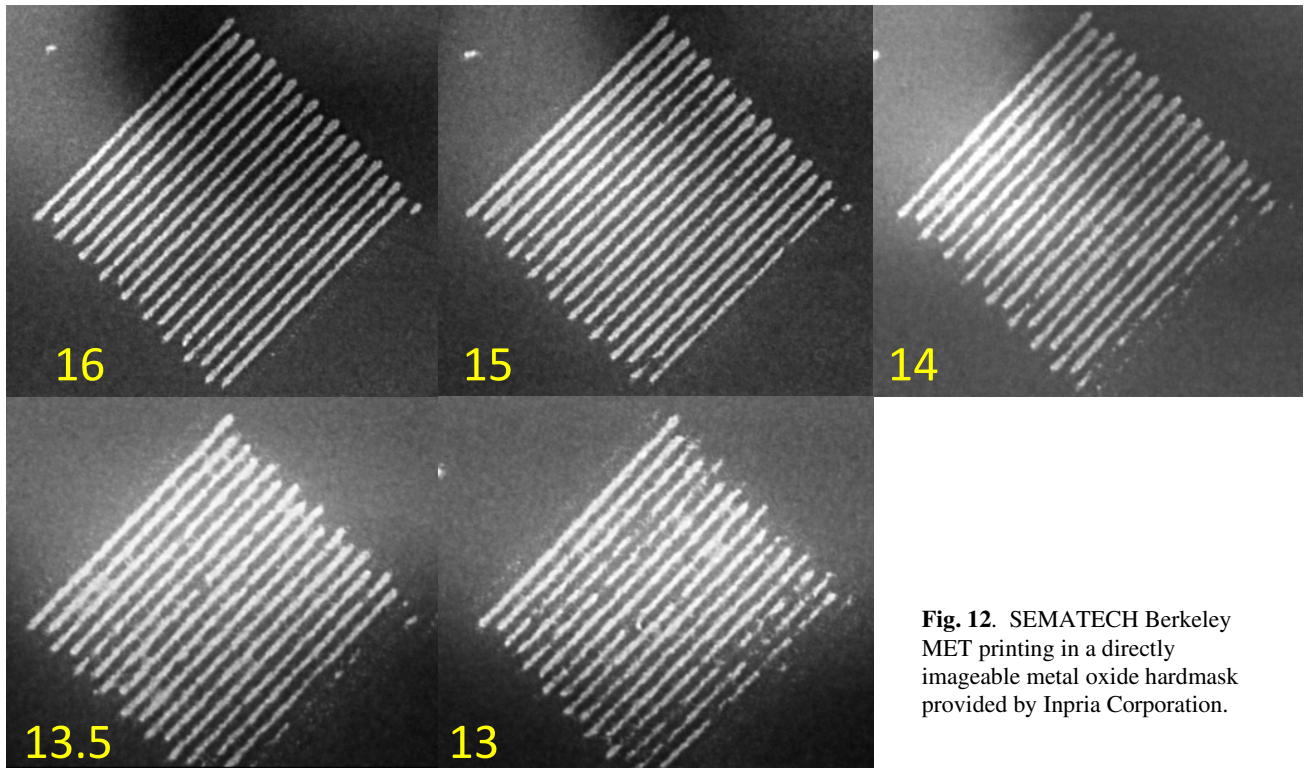 16
15
14
13.5
13
Fig. 12. SEMATECH Berkeley
MET printing in a directly
imageable metal oxide hardmask
provided by Inpria Corporation.